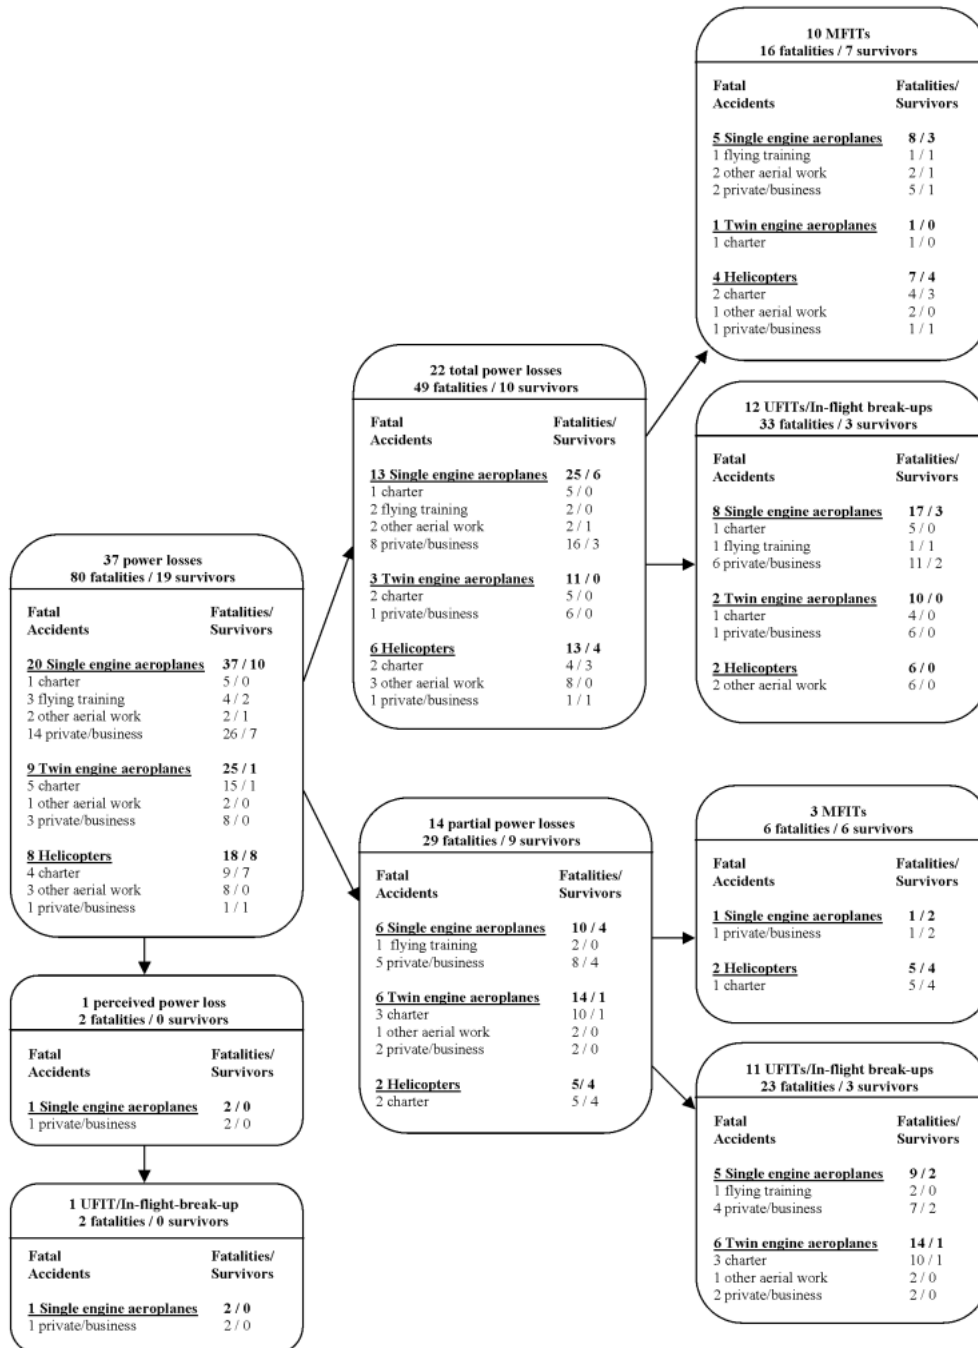 10 MFITs
16 fatalities / 7 survivors
Fatal Fatalities/
Accidents Survivors
5 Single engine aeroplanes 8 / 3
1 flying training 1 / 1
2 other aerial work 2 / 1
2 private/business 5 / 1
1 Twin engine aeroplanes 1 / 0
1 charter 1 / 0
4 Helicopters 7 / 4
2 charter 4 / 3
1 other aerial work 2 / 0
1 private/business 1 / 1
22 total power losses
49 fatalities / 10 survivors
Fatal Fatalities/
Accidents Survivors
13 Single engine aeroplanes 25 / 6
1 charter 5 / 0
2 flying training 2 / 0
2 other aerial work 2 / 1
8 private/business 16 / 3
3 Twin engine aeroplanes 11 / 0
2 charter 5 / 0
1 private/business 6 / 0
6 Helicopters 13 / 4
2 charter 4 / 3
3 other aerial work 8 / 0
1 private/business 1 / 1
12 UFITs/In-flight break-ups
33 fatalities / 3 survivors
Fatal Fatalities/
Accidents Survivors
8 Single engine aeroplanes 17 / 3
1 charter 5 / 0
1 flying training 1 / 1
6 private/business 11 / 2
2 Twin engine aeroplanes 10 / 0
1 charter 4 / 0
1 private/business 6 / 0
2 Helicopters 6 / 0
2 other aerial work 6 / 0
37 power losses
80 fatalities / 19 survivors
Fatal Fatalities/
Accidents Survivors
20 Single engine aeroplanes 37 / 10
1 charter 5 / 0
3 flying training 4 / 2
2 other aerial work 2 / 1
14 private/business 26 / 7
9 Twin engine aeroplanes 25 / 1
5 charter 15 / 1
1 other aerial work 2 / 0
3 private/business 8 / 0
8 Helicopters 18 / 8
4 charter 9 / 7
3 other aerial work 8 / 0
1 private/business 1 / 1
14 partial power losses
29 fatalities / 9 survivors
Fatal Fatalities/
Accidents Survivors
6 Single engine aeroplanes 10 / 4
1 flying training 2 / 0
5 private/business 8 / 4
6 Twin engine aeroplanes 14 / 1
3 charter 10 / 1
1 other aerial work 2 / 0
2 private/business 2 / 0
2 Helicopters 5/ 4
2 charter 5 / 4
3 MFITs
6 fatalities / 6 survivors
Fatal Fatalities/
Accidents Survivors
1 Single engine aeroplanes 1 / 2
1 private/business 1 / 2
2 Helicopters 5 / 4
1 charter 5 / 4
1 perceived power loss
2 fatalities / 0 survivors
Fatal Fatalities/
Accidents Survivors
1 Single engine aeroplanes 2 / 0
1 private/business 2 / 0
11 UFITs/In-flight break-ups
23 fatalities / 3 survivors
Fatal Fatalities/
Accidents Survivors
5 Single engine aeroplanes 9 / 2
1 flying training 2 / 0
4 private/business 7 / 2
6 Twin engine aeroplanes 14 / 1
3 charter 10 / 1
1 other aerial work 2 / 0
2 private/business 2 / 0
1 UFIT/In-flight-break-up
2 fatalities / 0 survivors
Fatal Fatalities/
Accidents Survivors
1 Single engine aeroplanes 2 / 0
1 private/business 2 / 0